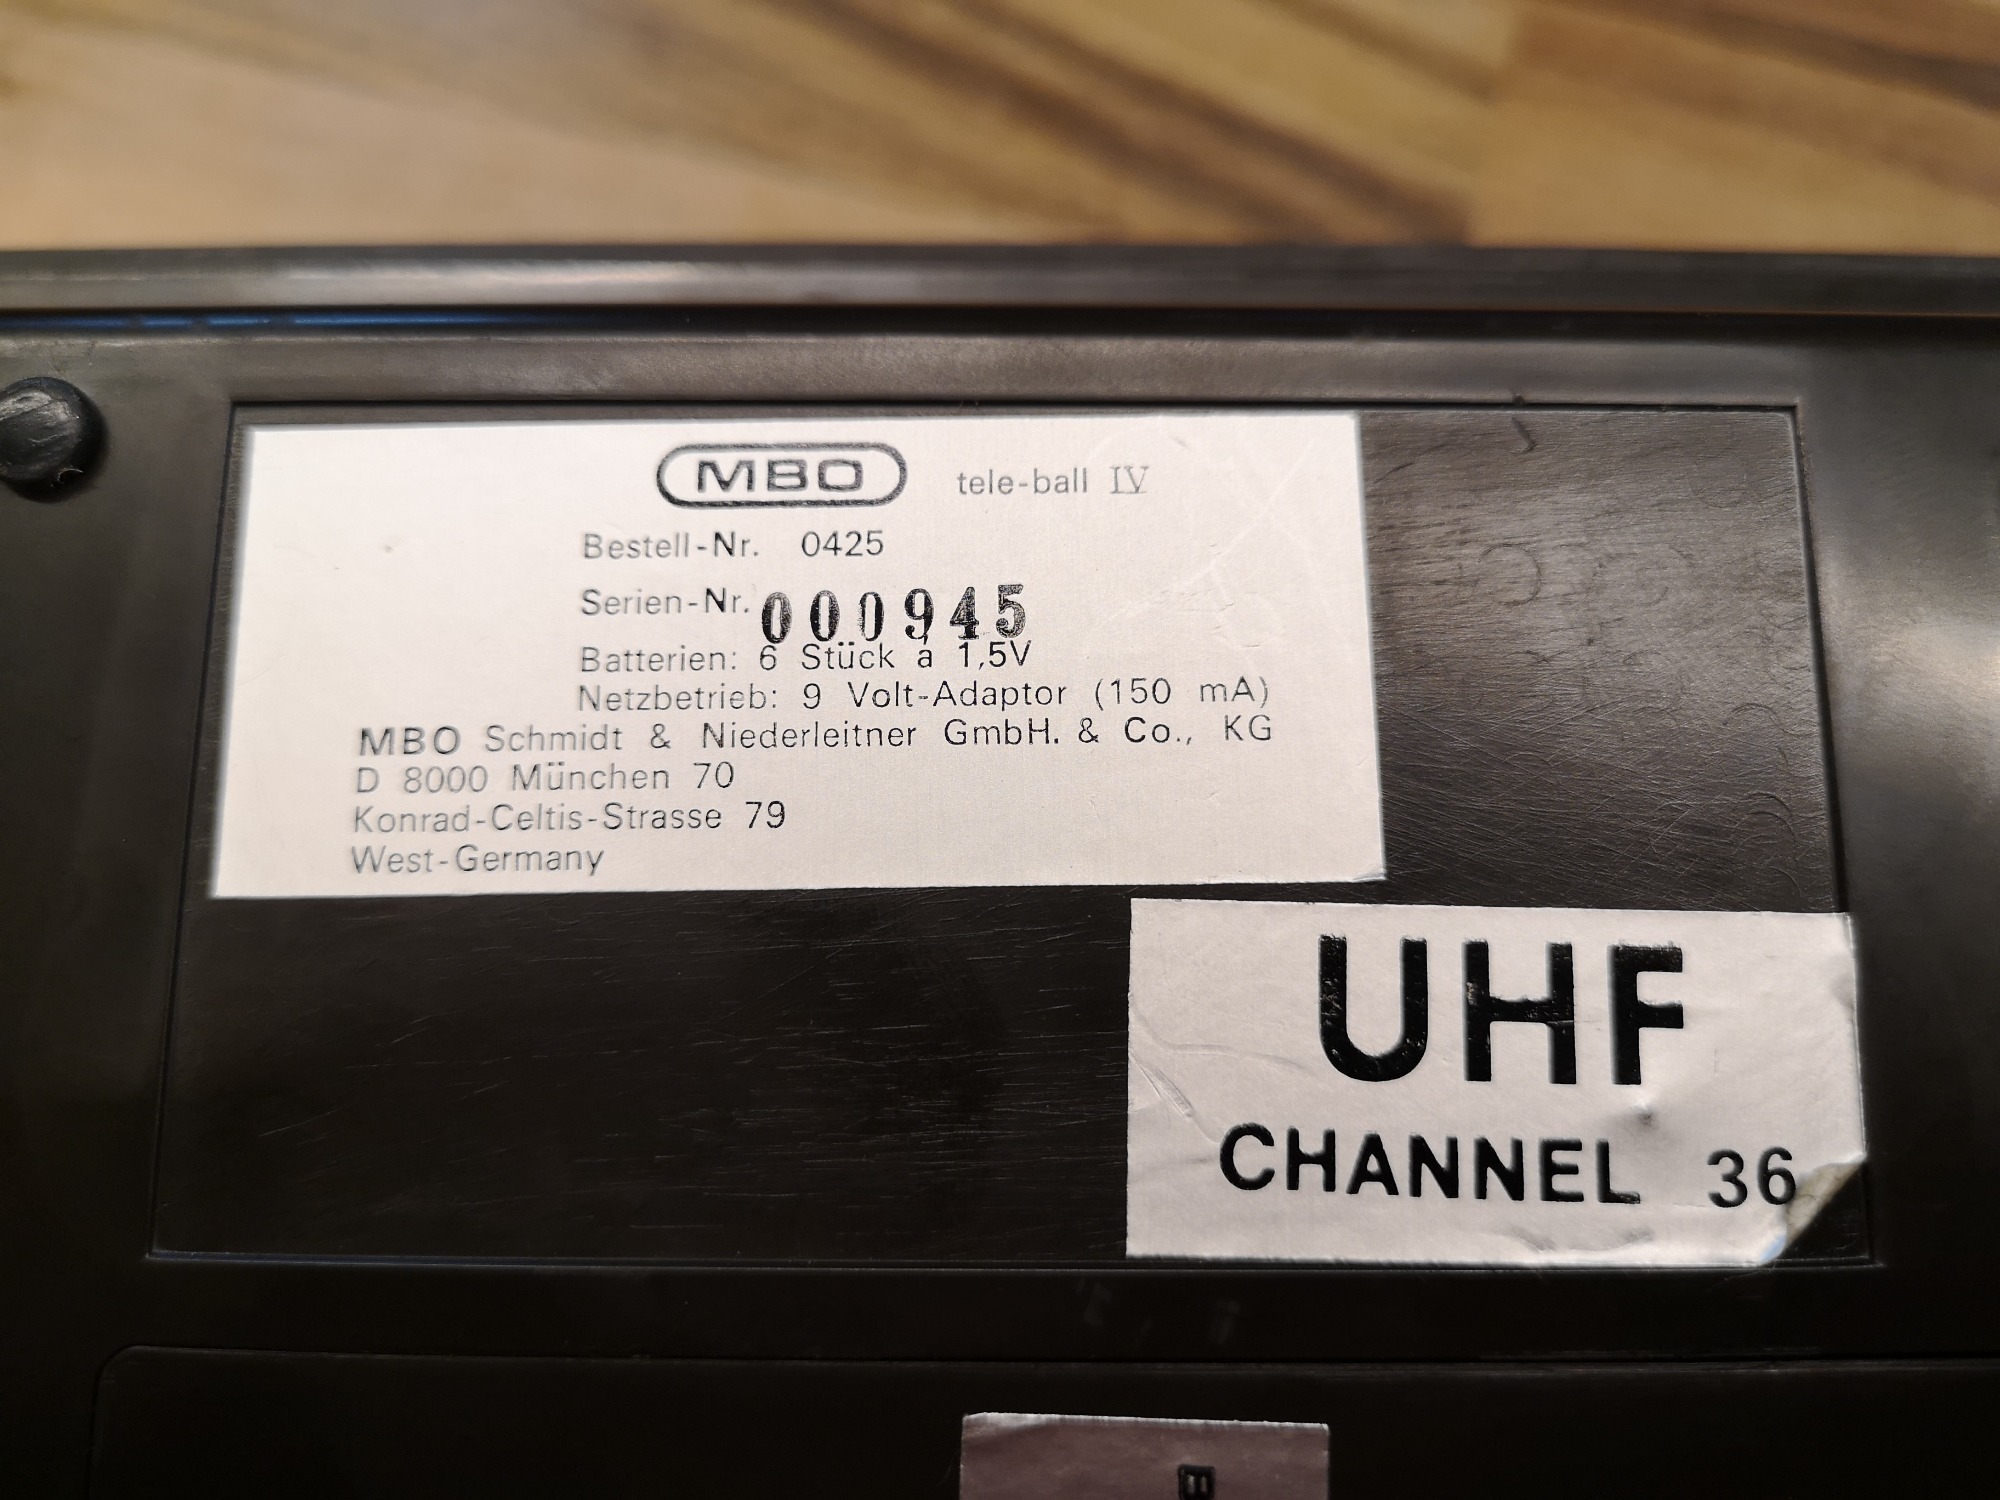 MBO tele-ball IV
Bestell-Nr. 0425
Serien-Nr. 000945
Batterien: 6 Stück à 1,5V
Netzbetrieb: 9 Volt-Adaptor (150 mA)
MBO Schmidt & Niederleitner GmbH. & Co., KG
D 8000 München 70
Konrad-Celtis-Strasse 79
West-Germany
UHF
CHANNEL 36